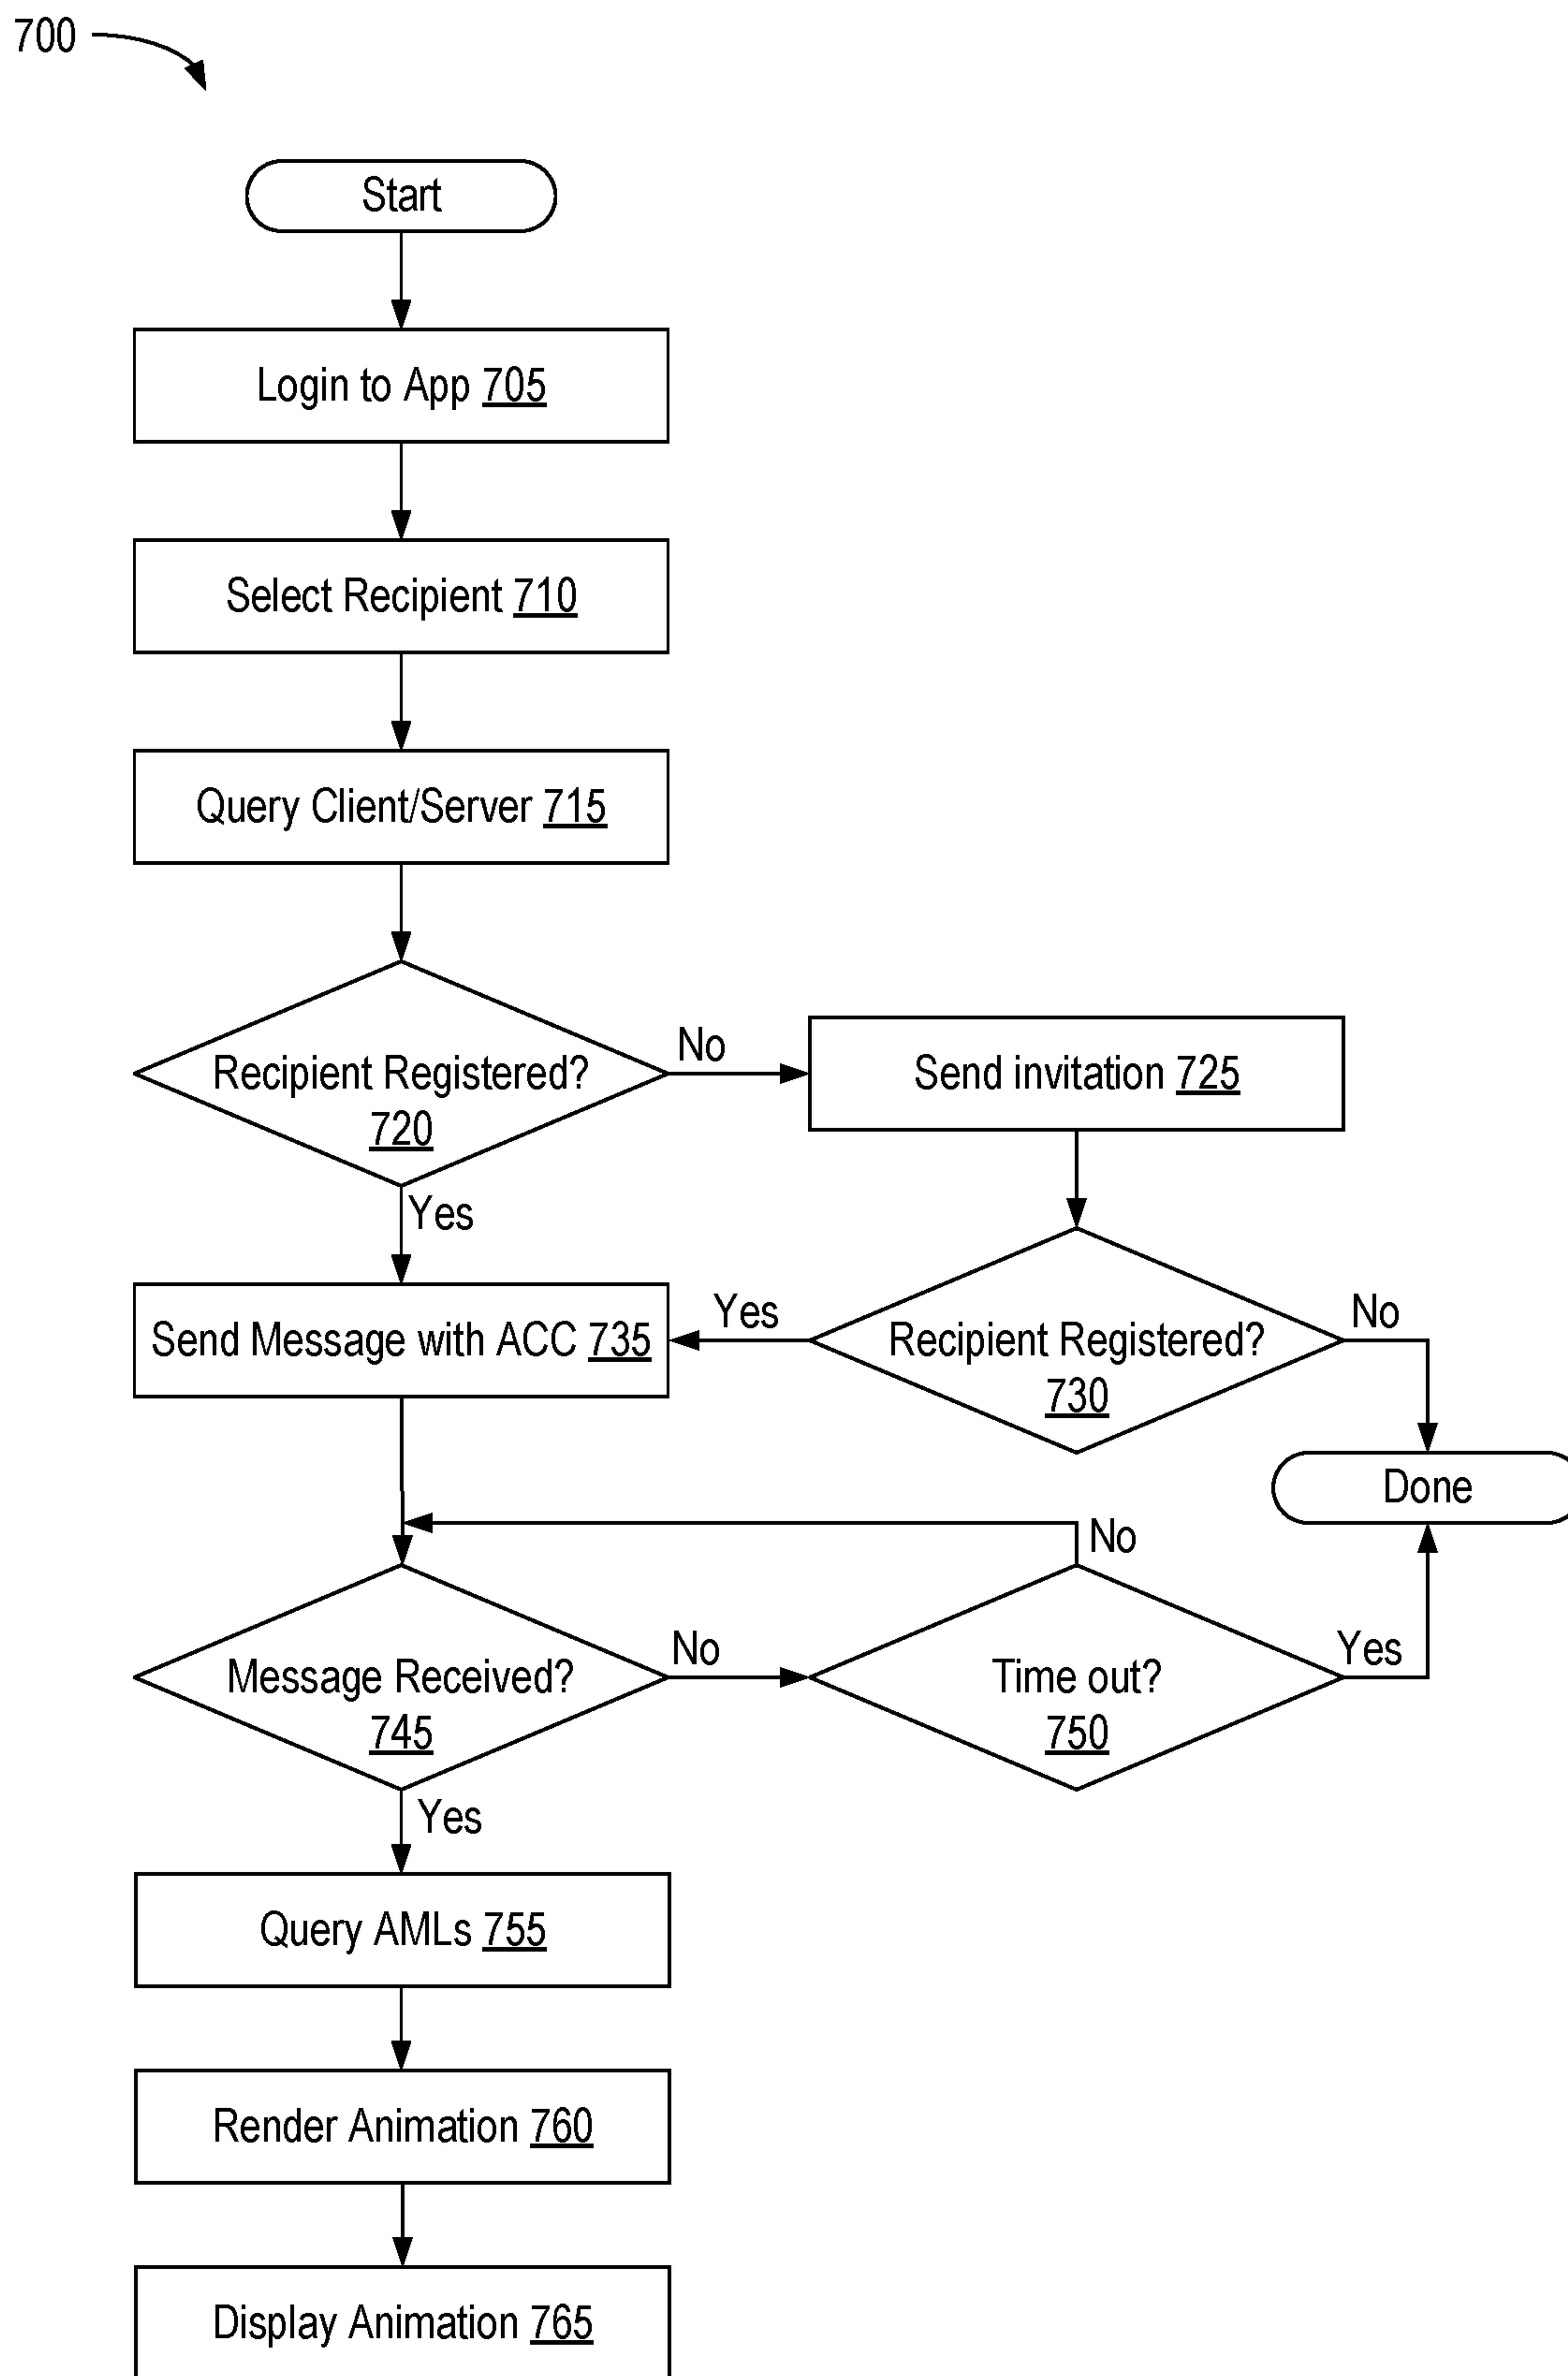 700
Start
Login to App 705
Select Recipient 710
Query Client/Server 715
Recipient Registered?
720
No
Send invitation 725
Yes
Send Message with ACC 735
Yes
Recipient Registered?
730
No
Done
No
Message Received?
745
No
Time out?
750
Yes
Yes
Query AMLs 755
Render Animation 760
Display Animation 765